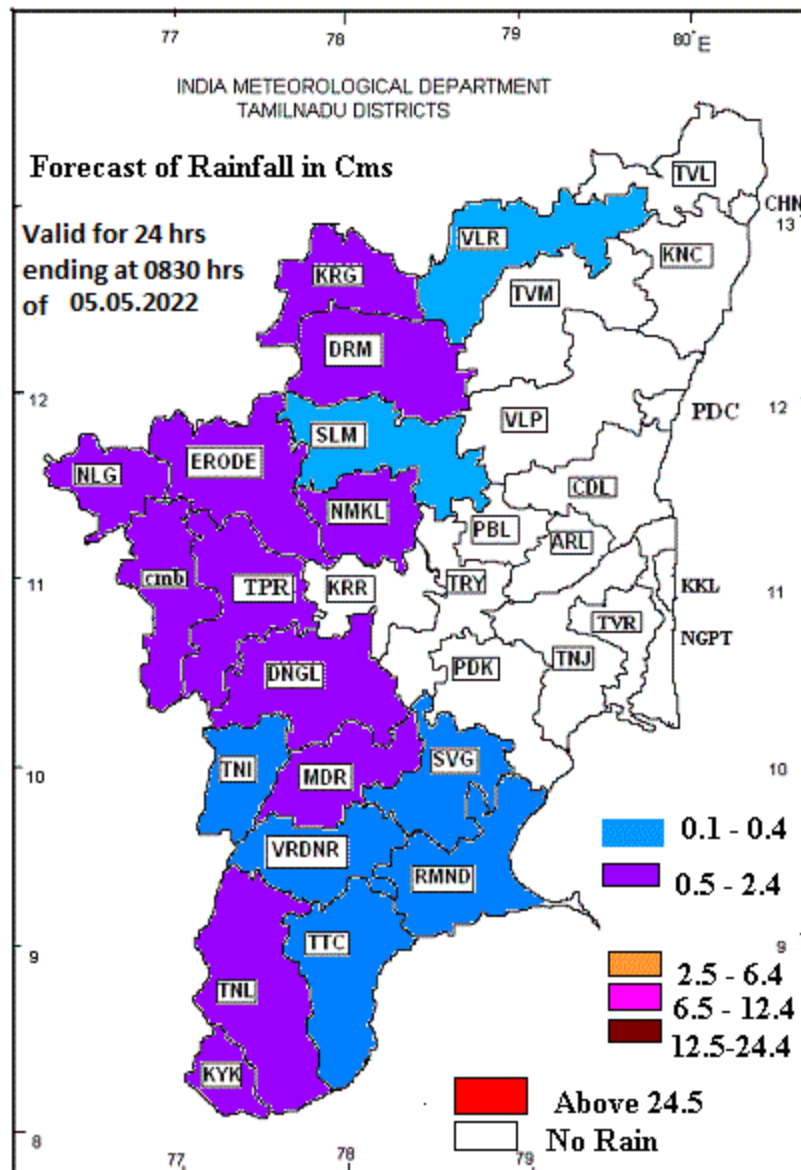 77 78 79 80°E
INDIA METEOROLOGICAL DEPARTMENT
TAMILNADU DISTRICTS
Forecast of Rainfall in Cms
TVL
CHN
13
Valid for 24 hrs
ending at 0830 hrs
of 05.05.2022
VLR
KNC
KRG
TVM
DRM
12
12
PDC
VLP
SLM
ERODE
NLG
CDL
NMKL
PBL
ARL
11
cmb
TPR
KRR
TRY
KKL
11
TVR
NGPT
DNGL
PDK
TNJ
10
TNI
MDR
SVG
10
VRDNR
RMND
0.1 - 0.4
0.5 - 2.4
9
TTC
9
TNL
2.5 - 6.4
6.5 - 12.4
12.5-24.4
KYK
Above 24.5
No Rain
8
77 78 79